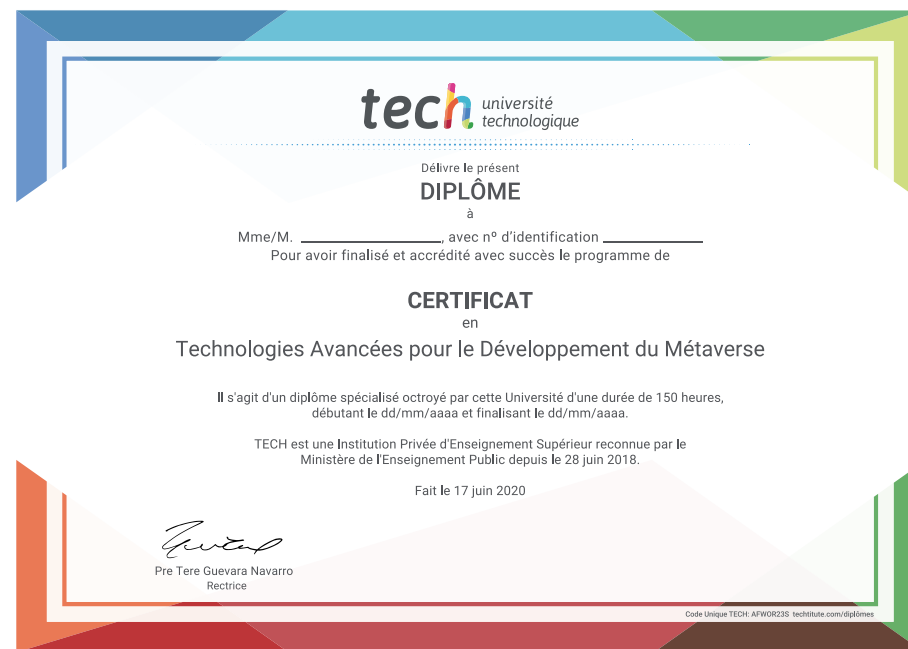 tech université
technologique
Délivre le présent
DIPLÔME
à
Mme/M. ____________________, avec nº d'identification ______________
Pour avoir finalisé et accrédité avec succès le programme de
CERTIFICAT
en
Technologies Avancées pour le Développement du Métaverse
Il s'agit d'un diplôme spécialisé octroyé par cette Université d'une durée de 150 heures,
débutant le dd/mm/aaaa et finalisant le dd/mm/aaaa.
TECH est une Institution Privée d'Enseignement Supérieur reconnue par le
Ministère de l'Enseignement Public depuis le 28 juin 2018.
Fait le 17 juin 2020
Pre Tere Guevara Navarro
Rectrice
Code Unique TECH: AFWOR23S techtitute.com/diplômes